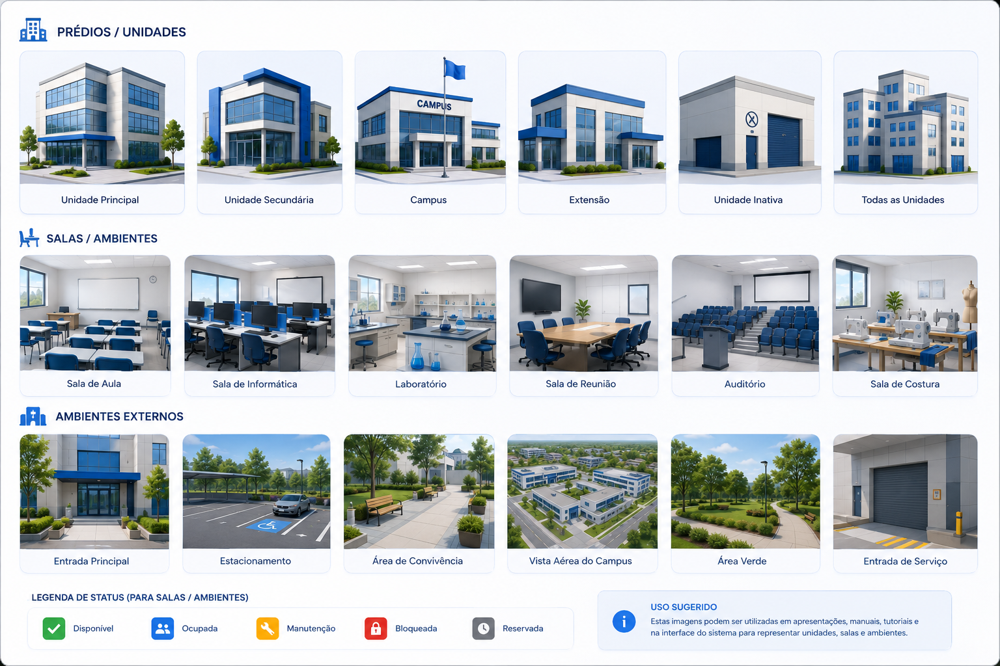 PRÉDIOS / UNIDADES
CAMPUS
Unidade Principal
Unidade Secundária
Campus
Extensão
Unidade Inativa
Todas as Unidades
SALAS / AMBIENTES
Sala de Aula
Sala de Informática
Laboratório
Sala de Reunião
Auditório
Sala de Costura
AMBIENTES EXTERNOS
Entrada Principal
Estacionamento
Área de Convivência
Vista Aérea do Campus
Área Verde
Entrada de Serviço
LEGENDA DE STATUS (PARA SALAS / AMBIENTES)
Disponível
Ocupada
Manutenção
Bloqueada
Reservada
USO SUGERIDO
Estas imagens podem ser utilizadas em apresentações, manuais, tutoriais e
na interface do sistema para representar unidades, salas e ambientes.